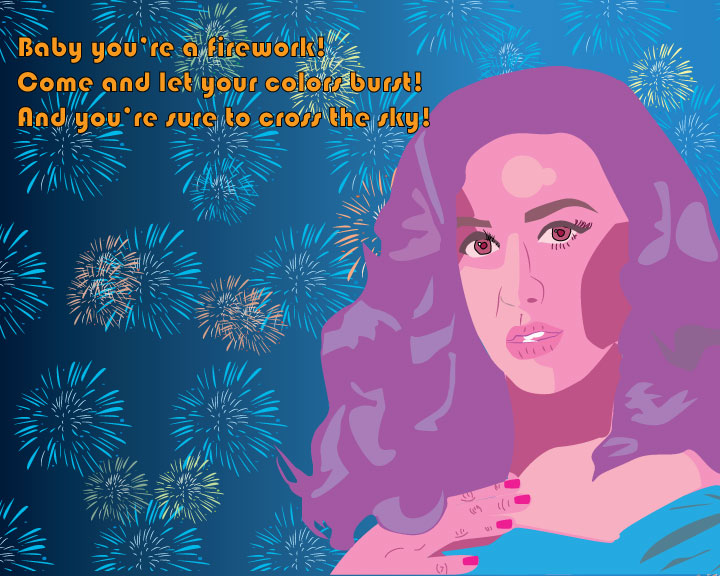 Baby you're a firework!
Come and let your colors burst!
And you're sure to cross the sky!